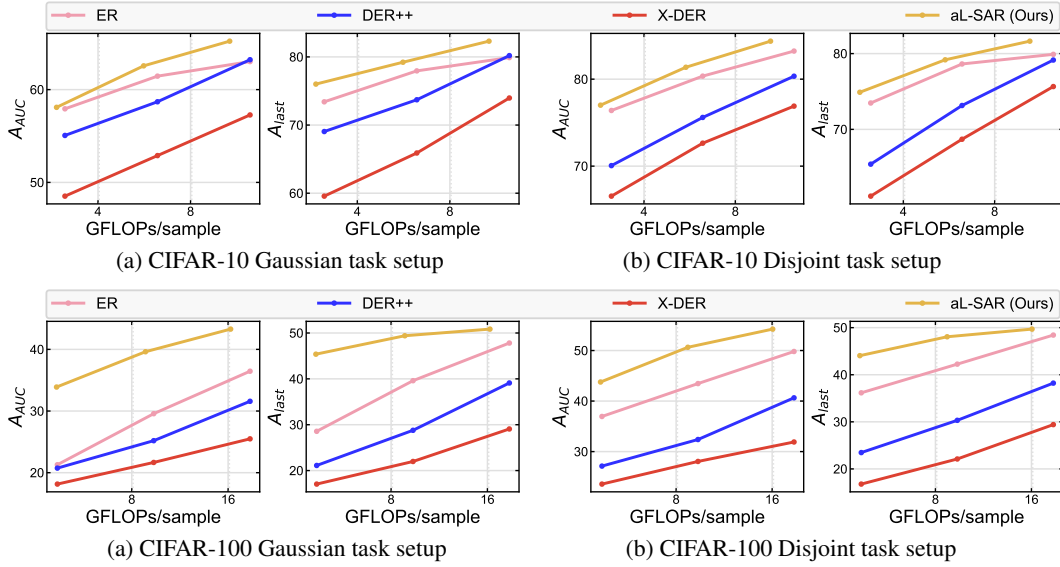 ER DER++ X-DER aL-SAR (Ours)
A_AUC 60 50 4 8 GFLOPs/sample
A_last 80 70 60 4 8 GFLOPs/sample
A_AUC 80 70 4 8 GFLOPs/sample
A_last 80 70 4 8 GFLOPs/sample
(a) CIFAR-10 Gaussian task setup
(b) CIFAR-10 Disjoint task setup
ER DER++ X-DER aL-SAR (Ours)
A_AUC 40 30 20 8 16 GFLOPs/sample
A_last 50 40 30 20 8 16 GFLOPs/sample
A_AUC 50 40 30 8 16 GFLOPs/sample
A_last 50 40 30 20 8 16 GFLOPs/sample
(a) CIFAR-100 Gaussian task setup
(b) CIFAR-100 Disjoint task setup